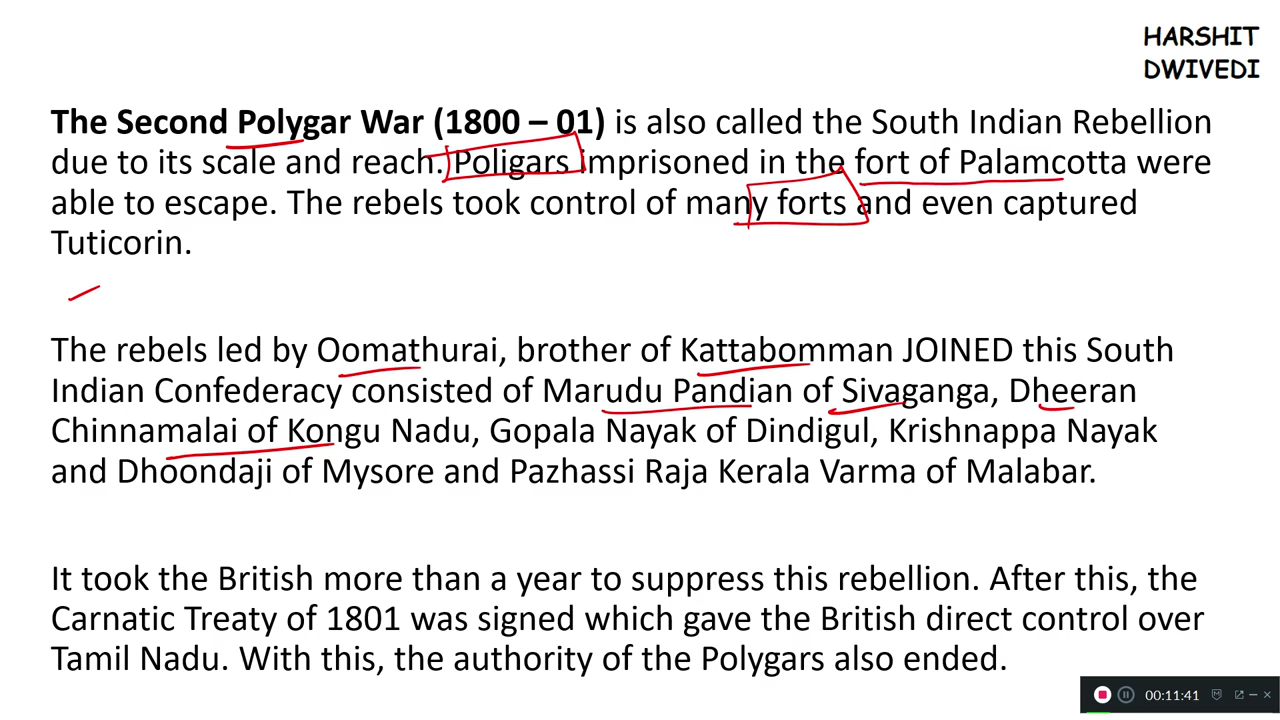 HARSHIT
DWIVEDI
The Second Polygar War (1800 – 01) is also called the South Indian Rebellion
due to its scale and reach. Poligars imprisoned in the fort of Palamcotta were
able to escape. The rebels took control of many forts and even captured
Tuticorin.
The rebels led by Oomathurai, brother of Kattabomman JOINED this South
Indian Confederacy consisted of Marudu Pandian of Sivaganga, Dheeran
Chinnamalai of Kongu Nadu, Gopala Nayak of Dindigul, Krishnappa Nayak
and Dhoondaji of Mysore and Pazhassi Raja Kerala Varma of Malabar.
It took the British more than a year to suppress this rebellion. After this, the
Carnatic Treaty of 1801 was signed which gave the British direct control over
Tamil Nadu. With this, the authority of the Polygars also ended.
00:11:41